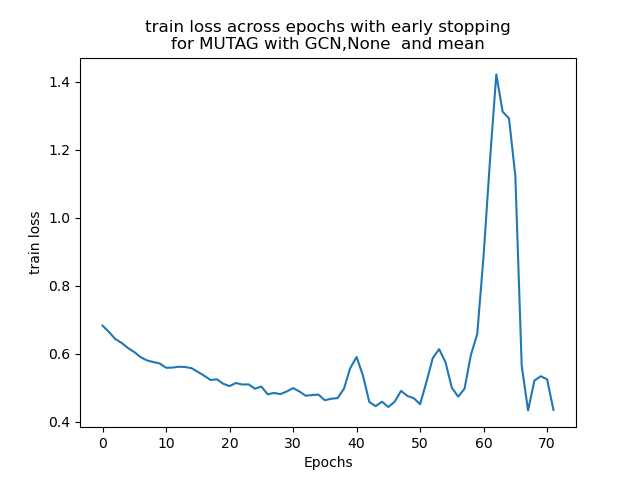 train loss across epochs with early stopping
for MUTAG with GCN,None  and mean
1.4
1.2
1.0
0.8
0.6
0.4
train loss
0 10 20 30 40 50 60 70
Epochs